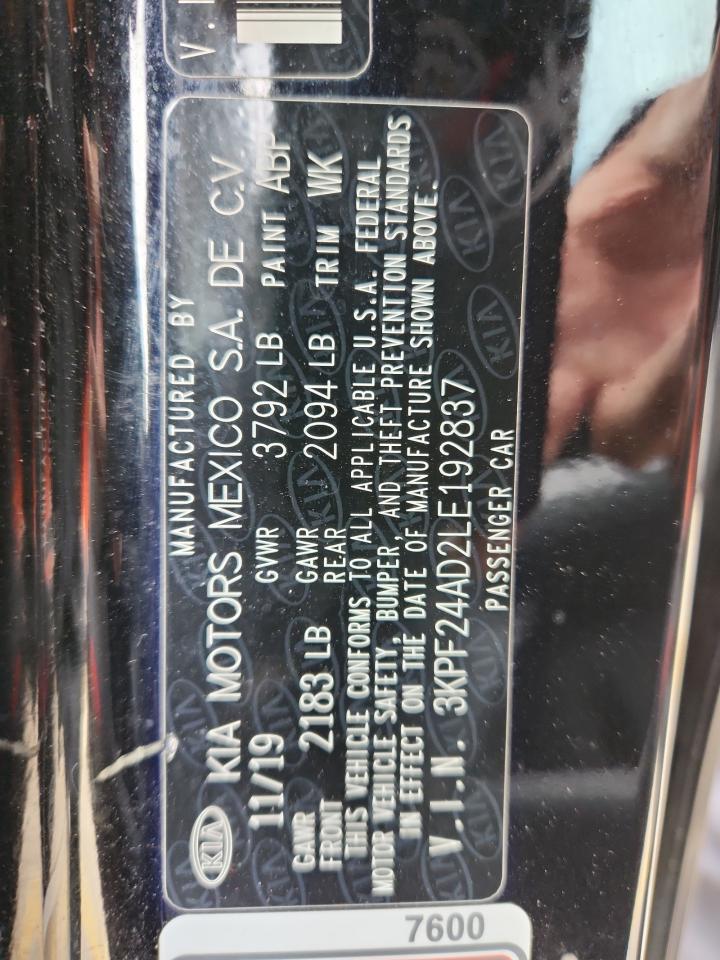 V.I
MANUFACTURED BY
KIA KIA MOTORS MEXICO S.A. DE C.V
11/19 GVWR 3792 LB PAINT ABP
GAWR FRONT 2183 LB GAWR REAR 2094 LB TRIM WK
THIS VEHICLE CONFORMS TO ALL APPLICABLE U.S.A. FEDERAL
MOTOR VEHICLE SAFETY, BUMPER, AND THEFT PREVENTION STANDARDS
IN EFFECT ON THE DATE OF MANUFACTURE SHOWN ABOVE.
V.I.N. 3KPF24AD2LE192837
PASSENGER CAR
7600